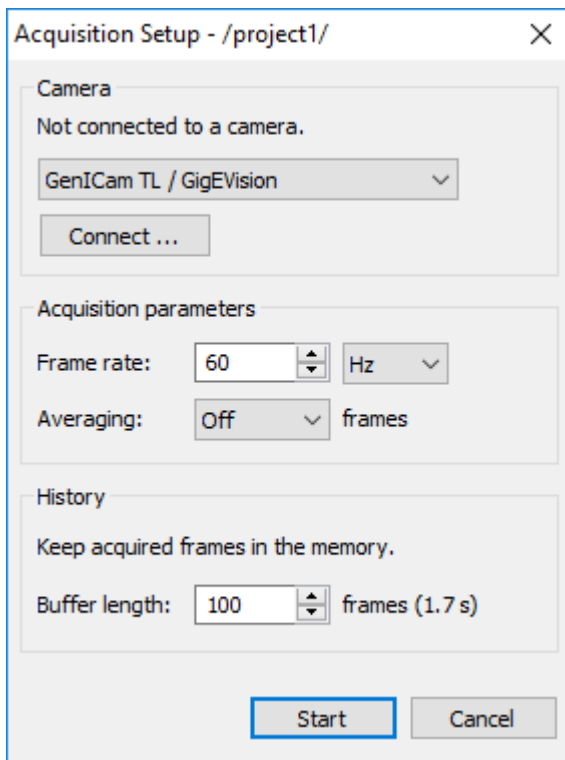 Acquisition Setup - /project1/
Camera
Not connected to a camera.
GenICam TL / GigEVision
Connect ...
Acquisition parameters
Frame rate: 60 Hz
Averaging: Off frames
History
Keep acquired frames in the memory.
Buffer length: 100 frames (1.7 s)
Start Cancel